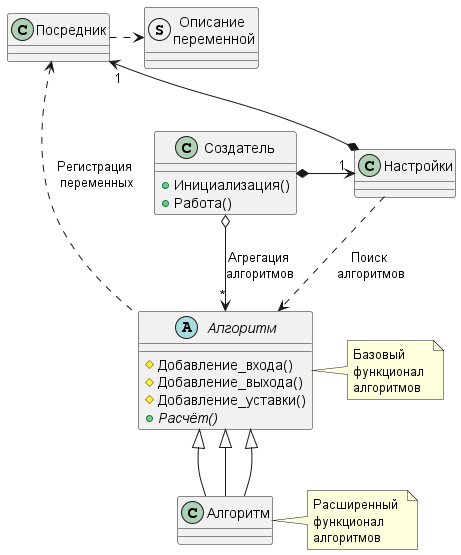 C Посредник
S Описание
переменной
1
Регистрация
переменных
C Создатель
Инициализация()
Работа()
1
C Настройки
Агрегация
алгоритмов
*
Поиск
алгоритмов
A Алгоритм
Добавление_входа()
Добавление_выхода()
Добавление_уставки()
Расчёт()
Базовый
функционал
алгоритмов
C Алгоритм
Расширенный
функционал
алгоритмов